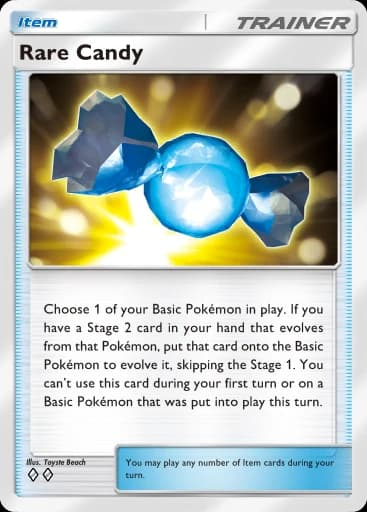 Item
TRAINER
Rare Candy
Choose 1 of your Basic Pokémon in play. If you
have a Stage 2 card in your hand that evolves
from that Pokémon, put that card onto the Basic
Pokémon to evolve it, skipping the Stage 1. You
can't use this card during your first turn or on a
Basic Pokémon that was put into play this turn.
Illus. Toyste Beach
You may play any number of Item cards during your
turn.